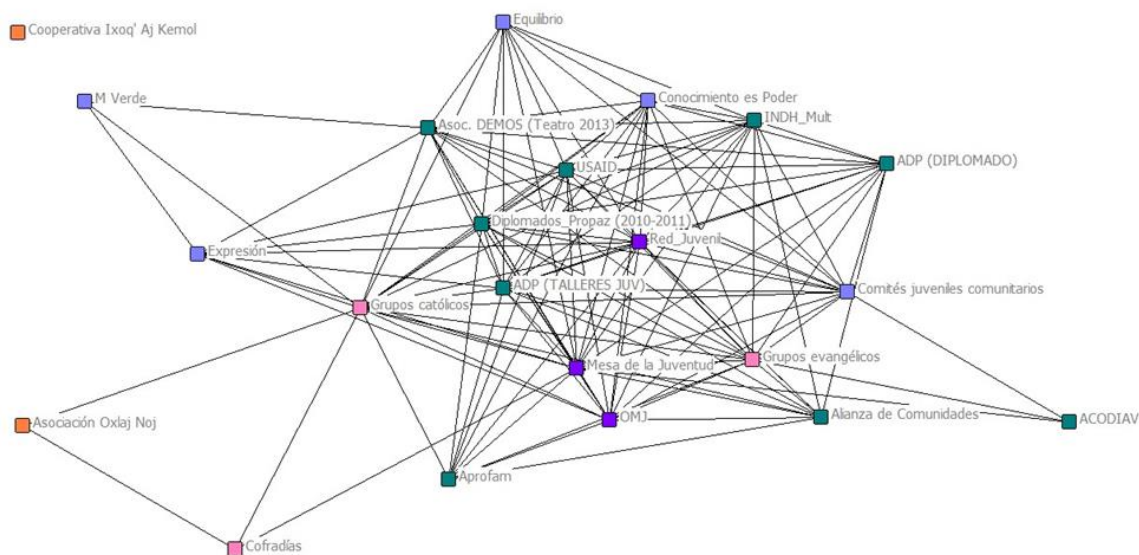 Equilibrio
Cooperativa Ixoq' Aj Kemol
M Verde
Conocimiento es Poder
Asoc. DEMOS (Teatro 2013)
INDH_Mult
ADP (DIPLOMADO)
USAID
Diplomados_Propaz (2010-2011)
Red_Juvenil
Expresión
ADP (TALLERES JUV)
Comités juveniles comunitarios
Grupos católicos
Grupos evangélicos
Mesa de la Juventud
OMJ
Alianza de Comunidades
ACODIAV
Asociación Oxlaj Noj
Aprofam
Cofradías